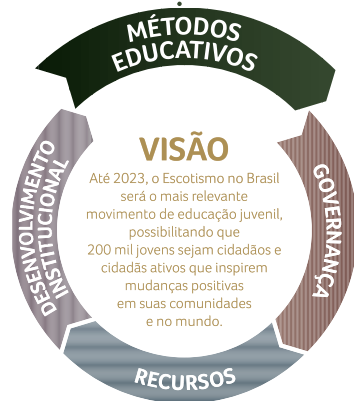 MÉTODOS
EDUCATIVOS
VISÃO
Até 2023, o Escotismo no Brasil
será o mais relevante
movimento de educação juvenil,
possibilitando que
200 mil jovens sejam cidadãos e
cidadãs ativos que inspirem
mudanças positivas
em suas comunidades
e no mundo.
GOVERNANÇA
RECURSOS
DESENVOLVIMENTO
INSTITUCIONAL